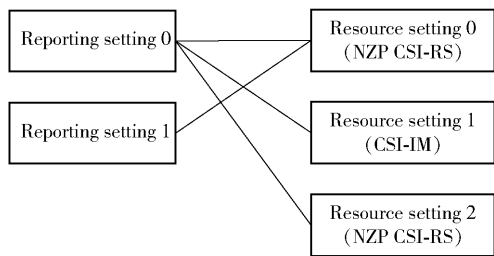 Reporting setting 0
Resource setting 0
(NZP CSI-RS)
Reporting setting 1
Resource setting 1
(CSI-IM)
Resource setting 2
(NZP CSI-RS)